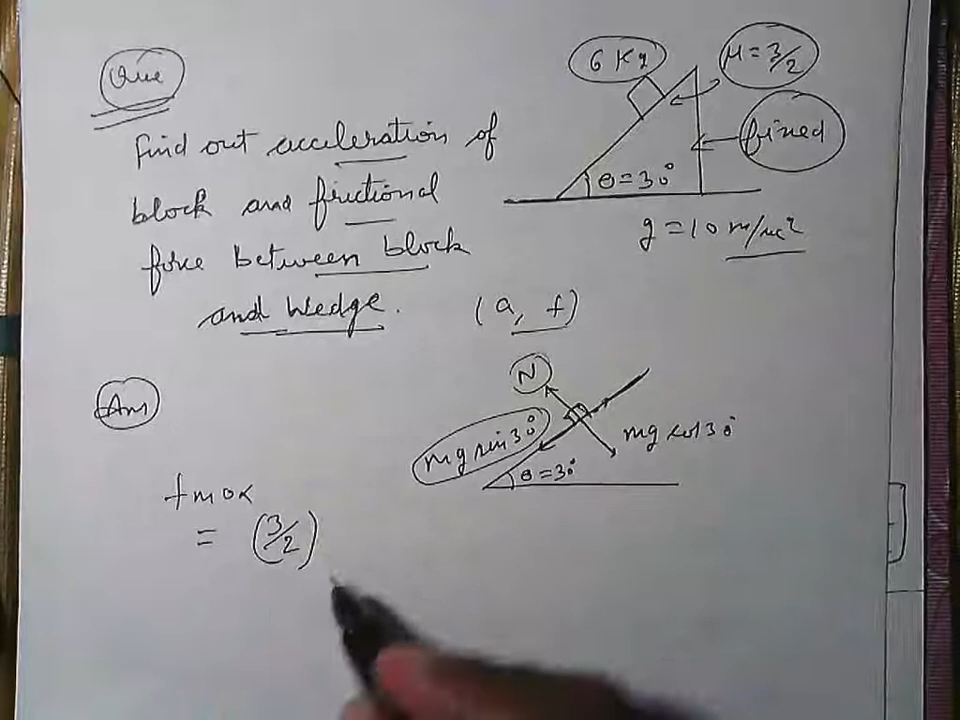 Que
find out accleration of
block and frictional
force between block
and Wedge. (a, f)
6 Kg
μ = 3/2
fixed
θ = 30°
g = 10 m/sec²
Ans
N
mg sin 30°
mg cos 30°
θ = 30°
fmax
= (3/2)